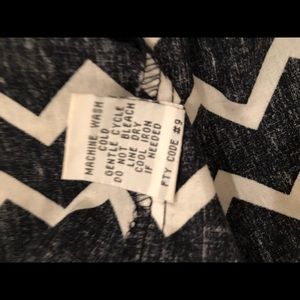 MACHINE WASH
COLD
GENTLE CYCLE
DO NOT BLEACH
LINE DRY
COOL IRON
IF NEEDED
FTY CODE #9